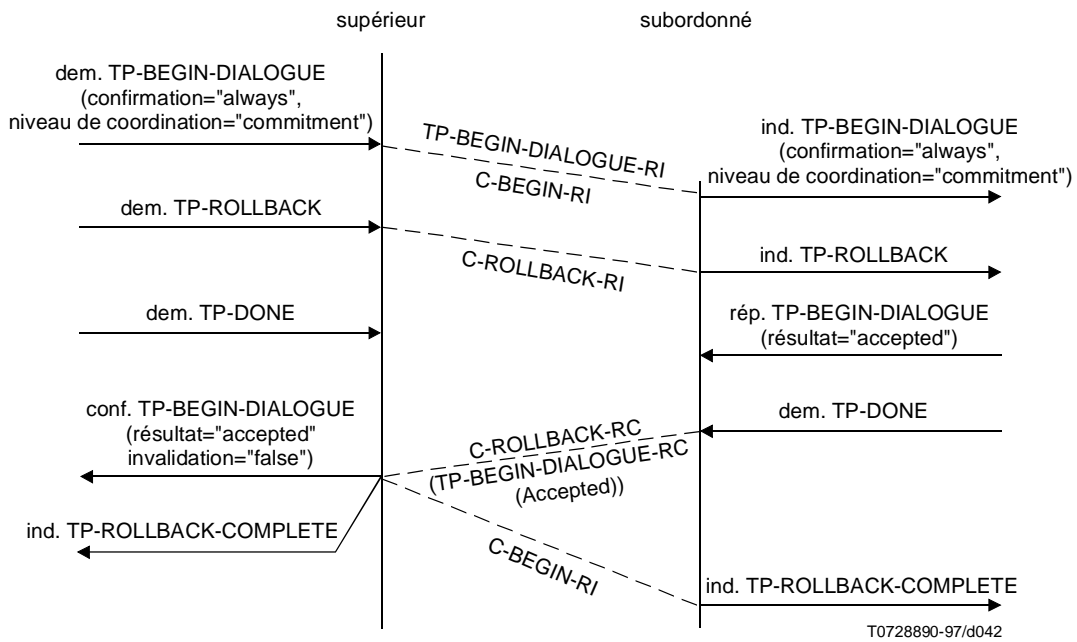 supérieur
subordonné
dem. TP-BEGIN-DIALOGUE
(confirmation="always",
niveau de coordination="commitment")
TP-BEGIN-DIALOGUE-RI
C-BEGIN-RI
ind. TP-BEGIN-DIALOGUE
(confirmation="always",
niveau de coordination="commitment")
dem. TP-ROLLBACK
C-ROLLBACK-RI
ind. TP-ROLLBACK
dem. TP-DONE
rép. TP-BEGIN-DIALOGUE
(résultat="accepted")
conf. TP-BEGIN-DIALOGUE
(résultat="accepted"
invalidation="false")
C-ROLLBACK-RC
(TP-BEGIN-DIALOGUE-RC
(Accepted))
dem. TP-DONE
ind. TP-ROLLBACK-COMPLETE
C-BEGIN-RI
ind. TP-ROLLBACK-COMPLETE
T0728890-97/d042